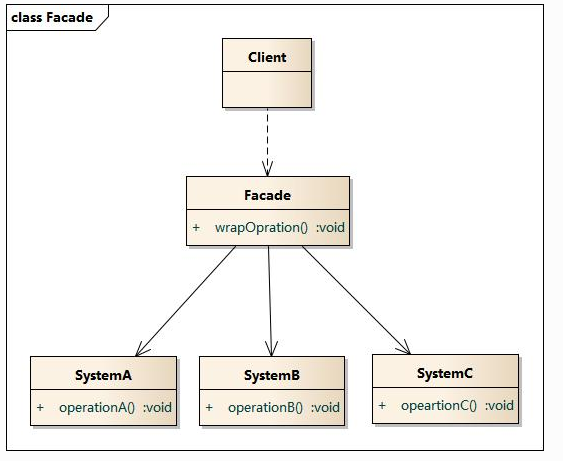 class Facade
Client
Facade
+ wrapOpration() :void
SystemA
+ operationA() :void
SystemB
+ operationB() :void
SystemC
+ opeartionC() :void